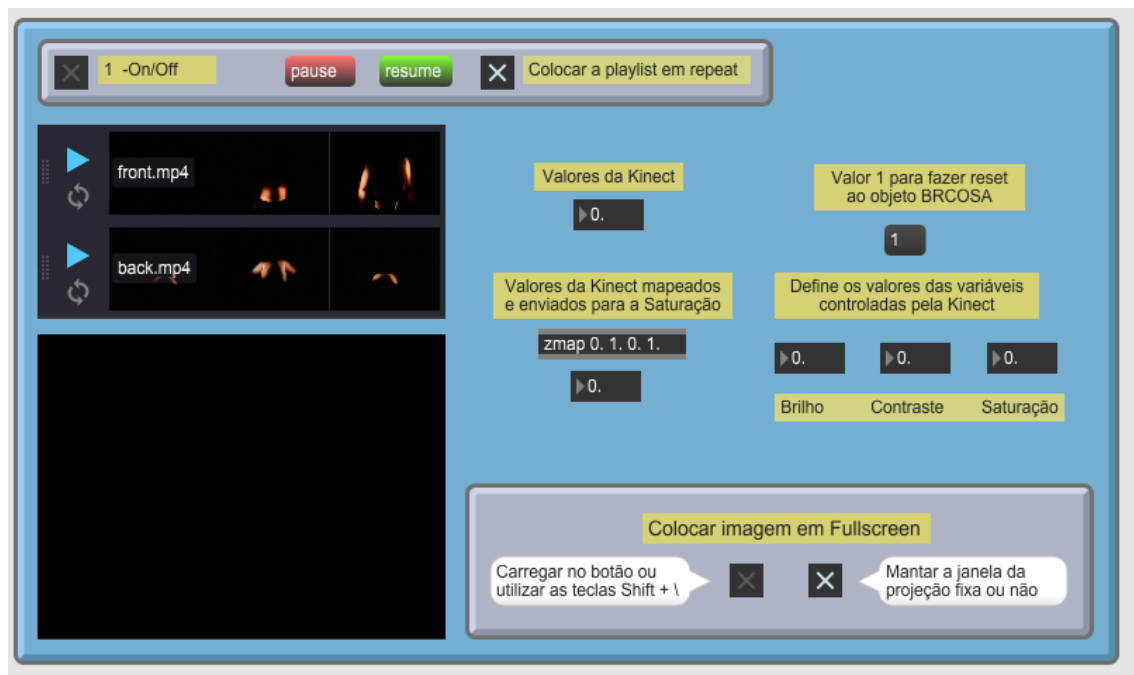 1 -On/Off
pause
resume
Colocar a playlist em repeat
front.mp4
back.mp4
Valores da Kinect
0.
Valores da Kinect mapeados
e enviados para a Saturação
zmap 0. 1. 0. 1.
0.
Valor 1 para fazer reset
ao objeto BRCOSA
1
Define os valores das variáveis
controladas pela Kinect
0.
0.
0.
Brilho
Contraste
Saturação
Colocar imagem em Fullscreen
Carregar no botão ou
utilizar as teclas Shift + \
Mantar a janela da
projeção fixa ou não